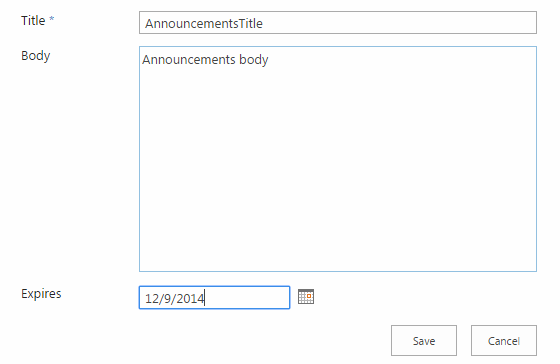 Title * AnnouncementsTitle
Body Announcements body
Expires 12/9/2014
Save Cancel